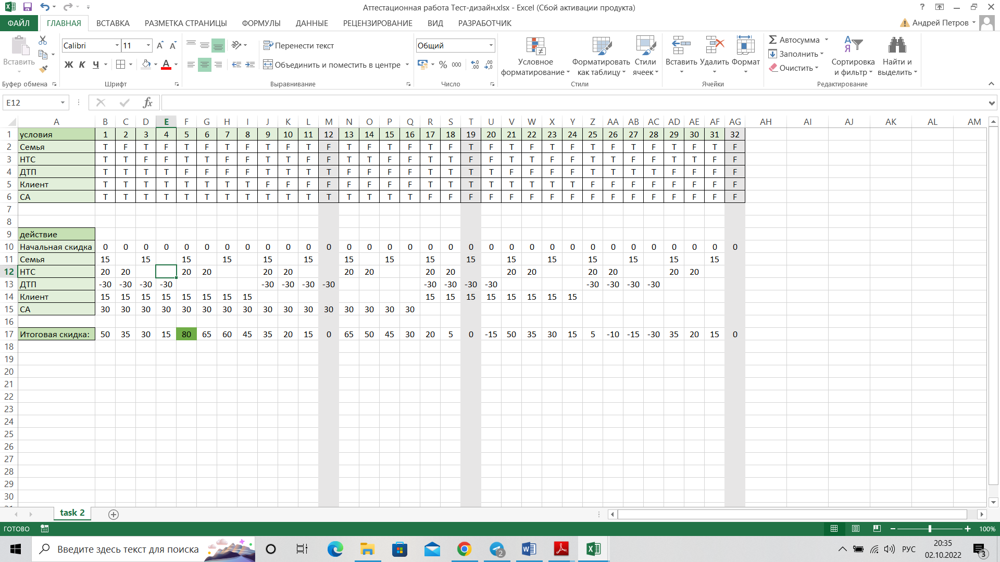 Аттестационная работа Тест-дизайн.xlsx - Excel (Сбой активации продукта)
ФАЙЛ ГЛАВНАЯ ВСТАВКА РАЗМЕТКА СТРАНИЦЫ ФОРМУЛЫ ДАННЫЕ РЕЦЕНЗИРОВАНИЕ ВИД РАЗРАБОТЧИК Андрей Петров
Вставить Calibri 11 Перенести текст Общий
Ж К Ч Объединить и поместить в центре % 000
Условное форматирование Форматировать как таблицу Стили ячеек Вставить Удалить Формат
Автосумма Заполнить Очистить Сортировка и фильтр Найти и выделить
Буфер обмена Шрифт Выравнивание Число Стили Ячейки Редактирование
E12 fx
A B C D E F G H I J K L M N O P Q R S T U V W X Y Z AA AB AC AD AE AF AG AH AI AJ AK AL AM
1 условия 1 2 3 4 5 6 7 8 9 10 11 12 13 14 15 16 17 18 19 20 21 22 23 24 25 26 27 28 29 30 31 32
2 Семья T F T F T F T F T F T F T F T F T F T F T F T F T F T F T F T F
3 НТС T T F F T T F F T T F F T T F F T T F F T T F F T T F F T T F F
4 ДТП T T T T F F F F T T T T F F F F T T T T F F F F T T T T F F F F
5 Клиент T T T T T T T T F F F F F F F F T T T T T T T T F F F F F F F F
6 СА T T T T T T T T T T T T T T T T F F F F F F F F F F F F F F F F
7
8
9 действие
10 Начальная скидка 0 0 0 0 0 0 0 0 0 0 0 0 0 0 0 0 0 0 0 0 0 0 0 0 0 0 0 0 0 0 0 0
11 Семья 15 15 15 15 15 15 15 15 15 15 15 15 15 15 15 15
12 НТС 20 20 20 20 20 20 20 20 20 20 20 20 20 20 20 20
13 ДТП -30 -30 -30 -30 -30 -30 -30 -30 -30 -30 -30 -30 -30 -30 -30 -30
14 Клиент 15 15 15 15 15 15 15 15 15 15 15 15 15 15 15 15
15 СА 30 30 30 30 30 30 30 30 30 30 30 30 30 30 30 30
16
17 Итоговая скидка: 50 35 30 15 80 65 60 45 35 20 15 0 65 50 45 30 20 5 0 -15 50 35 30 15 5 -10 -15 -30 35 20 15 0
18
19
20
21
22
23
24
25
26
27
28
29
30
task 2
ГОТОВО 100%
Введите здесь текст для поиска 2 РУС 20:35
02.10.2022 3